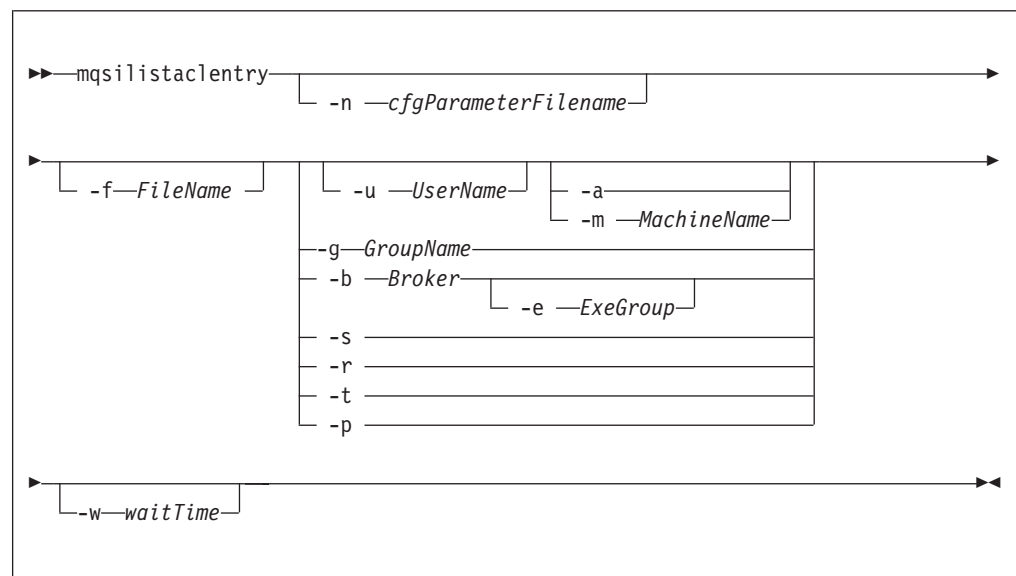 mqsilistaclentry
-n cfgParameterFilename
-f FileName
-u UserName
-a
-m MachineName
-g GroupName
-b Broker
-e ExeGroup
-s
-r
-t
-p
-w waitTime